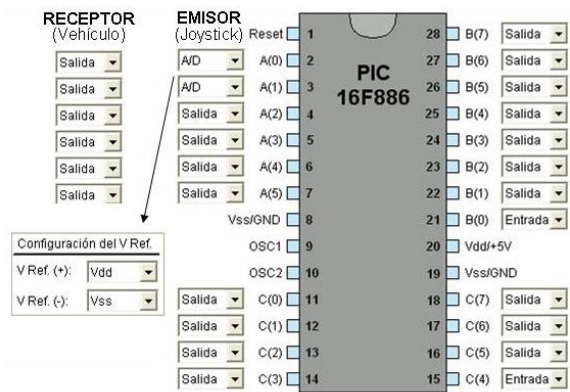 RECEPTOR
(Vehículo)
Salida
Salida
Salida
Salida
Salida
Salida
EMISOR
(Joystick)
Reset 1
A/D A(0) 2
A/D A(1) 3
Salida A(2) 4
Salida A(3) 5
Salida A(4) 6
Salida A(5) 7
Vss/GND 8
OSC1 9
OSC2 10
Salida C(0) 11
Salida C(1) 12
Salida C(2) 13
Salida C(3) 14
PIC
16F886
28 B(7) Salida
27 B(6) Salida
26 B(5) Salida
25 B(4) Salida
24 B(3) Salida
23 B(2) Salida
22 B(1) Salida
21 B(0) Entrada
20 Vdd/+5V
19 Vss/GND
18 C(7) Salida
17 C(6) Salida
16 C(5) Salida
15 C(4) Entrada
Configuración del V Ref.
V Ref. (+): Vdd
V Ref. (-): Vss